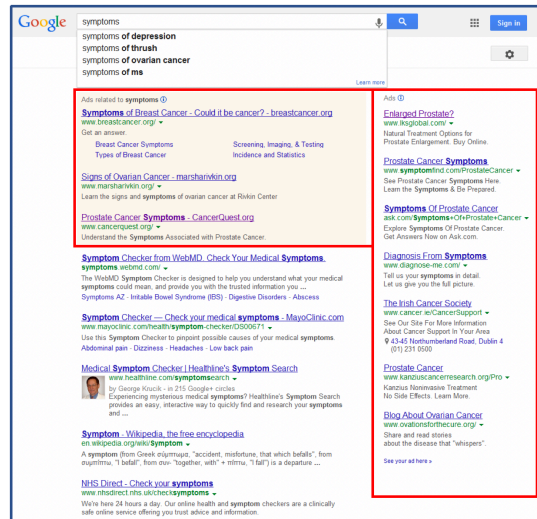 Google
symptoms
Sign in
symptoms of depression
symptoms of thrush
symptoms of ovarian cancer
symptoms of ms
Learn more
Ads related to symptoms
Symptoms of Breast Cancer - Could it be cancer? - breastcancer.org
www.breastcancer.org/
Get an answer.
Breast Cancer Symptoms Screening, Imaging, & Testing
Types of Breast Cancer Incidence and Statistics
Signs of Ovarian Cancer - marsharivkin.org
www.marsharivkin.org/
Learn the signs and symptoms of ovarian cancer at Rivkin Center
Prostate Cancer Symptoms - CancerQuest.org
www.cancerquest.org/
Understand the Symptoms Associated with Prostate Cancer.
Symptom Checker from WebMD. Check Your Medical Symptoms.
symptoms.webmd.com/
The WebMD Symptom Checker is designed to help you understand what your medical
symptoms could mean, and provide you with the trusted information you ...
Symptoms AZ - Irritable Bowel Syndrome (IBS) - Digestive Disorders - Abscess
Symptom Checker — Check your medical symptoms - MayoClinic.com
www.mayoclinic.com/health/symptom-checker/DS00671
Use this Symptom Checker to pinpoint possible causes of your medical symptoms.
Abdominal pain - Dizziness - Headaches - Low back pain
Medical Symptom Checker | Healthline's Symptom Search
www.healthline.com/symptomsearch
by George Krucik - in 215 Google+ circles
Experiencing mysterious medical symptoms? Healthline's Symptom Search
provides an easy, interactive way to quickly find and research your symptoms
and ...
Symptom - Wikipedia, the free encyclopedia
en.wikipedia.org/wiki/Symptom
A symptom (from Greek σύμπτωμα, "accident, misfortune, that which befalls", from
συμπίπτω, "I befall", from συν- "together, with" + πίπτω, "I fall") is a departure ...
NHS Direct - Check your symptoms
www.nhsdirect.nhs.uk/checksymptoms
We're here 24 hours a day. Our online health and symptom checkers are a clinically
safe online service offering you trust advice and information.
Ads
Enlarged Prostate?
www.lksglobal.com/
Natural Treatment Options for
Prostate Enlargement. Buy Online.
Prostate Cancer Symptoms
www.symptomfind.com/ProstateCancer
See Prostate Cancer Symptoms Here.
Learn the Symptoms & Be Prepared.
Symptoms Of Prostate Cancer
ask.com/Symptoms+Of+Prostate+Cancer
Explore Symptoms Of Prostate Cancer.
Get Answers Now on Ask.com.
Diagnosis From Symptoms
www.diagnose-me.com/
Tell us your symptoms in detail.
Let us give you the full picture.
The Irish Cancer Society
www.cancer.ie/CancerSupport
See Our Site For More Information
About Cancer Support In Your Area
43-45 Northumberland Road, Dublin 4
(01) 231 0500
Prostate Cancer
www.kanziuscancerresearch.org/Pro
Kanzius Noninvasive Treatment
No Side Effects. Learn More.
Blog About Ovarian Cancer
www.ovationsforthecure.org/
Share and read stories
about the disease that "whispers".
See your ad here »